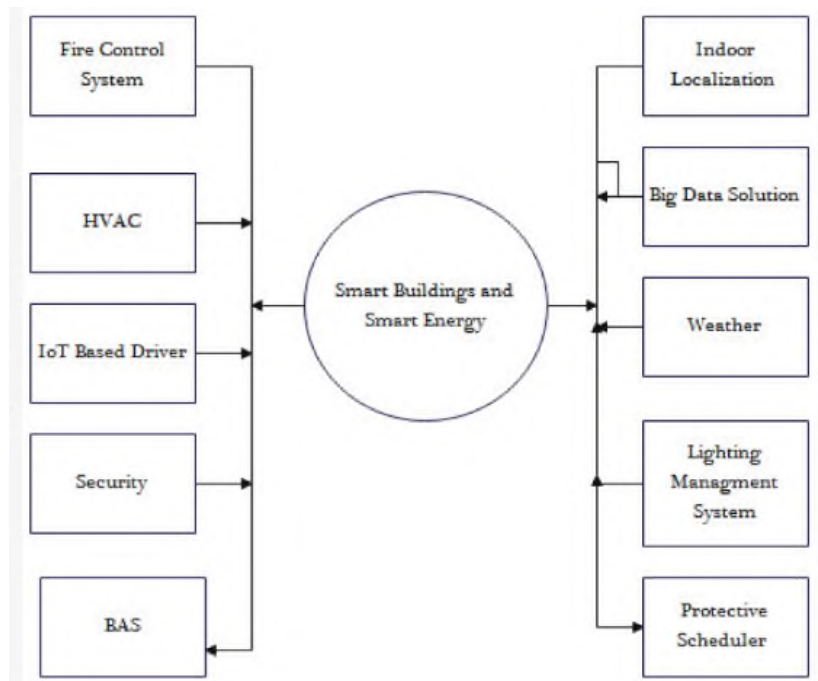 Fire Control
System
HVAC
IoT Based Driver
Security
BAS
Smart Buildings and
Smart Energy
Indoor
Localization
Big Data Solution
Weather
Lighting
Managment
System
Protective
Scheduler